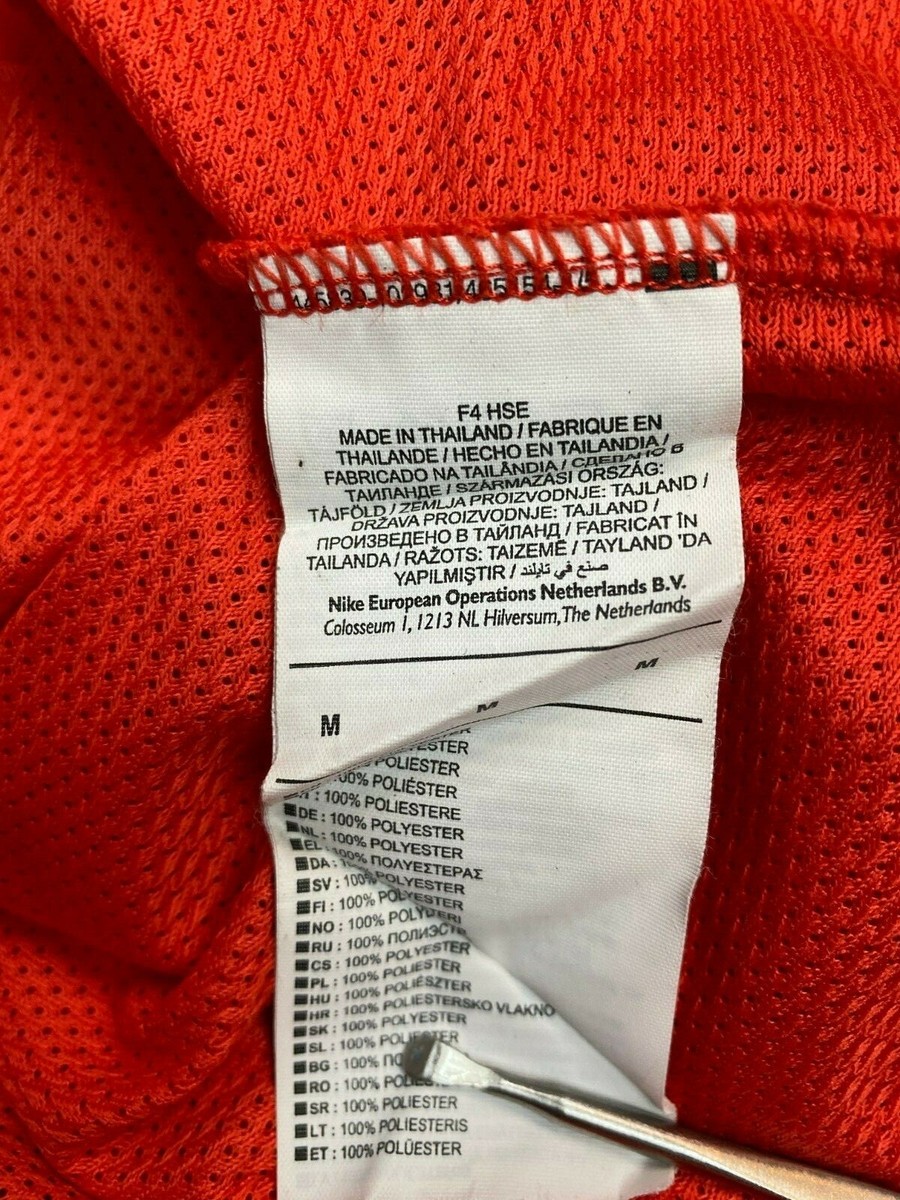 F4 HSE
MADE IN THAILAND / FABRIQUE EN
THAILANDE / HECHO EN TAILANDIA /
FABRICADO NA TAILÂNDIA / СДЕЛАНО В
ТАИЛАНДЕ / SZÁRMAZÁSI ORSZÁG:
TÁJFÖLD / ZEMLJA PROIZVODNJE: TAJLAND /
DRŽAVA PROIZVODNJE: TAJLAND /
ПРОИЗВЕДЕНО В ТАЙЛАНД / FABRICAT ÎN
TAILANDA / RAŽOTS: TAIZEMĒ / TAYLAND 'DA
YAPILMIŞTIR / صنع في تايلند
Nike European Operations Netherlands B.V.
Colosseum 1, 1213 NL Hilversum, The Netherlands
M M M
POLIESTER
100% POLIÉSTER
: 100% POLIESTERE
DE : 100% POLYESTER
NL : 100% POLYESTER
EL : 100% ΠΟΛΥΕΣΤΕΡΑΣ
DA : 100% POLYESTER
SV : 100% POLYESTER
FI : 100% POLYESTERI
NO : 100% POLYESTER
RU : 100%
CS : 100% POLYESTER
PL : 100% POLIESTER
HU : 100% POLIÉSZTER
HR : 100% POLIESTERSKO VLAKNO
SK : 100% POLYESTER
SL : 100% POLIESTER
BG : 100%
RO : 100%
SR : 100% POLIESTER
LT : 100% POLIESTERIS
ET : 100% POLÜESTER